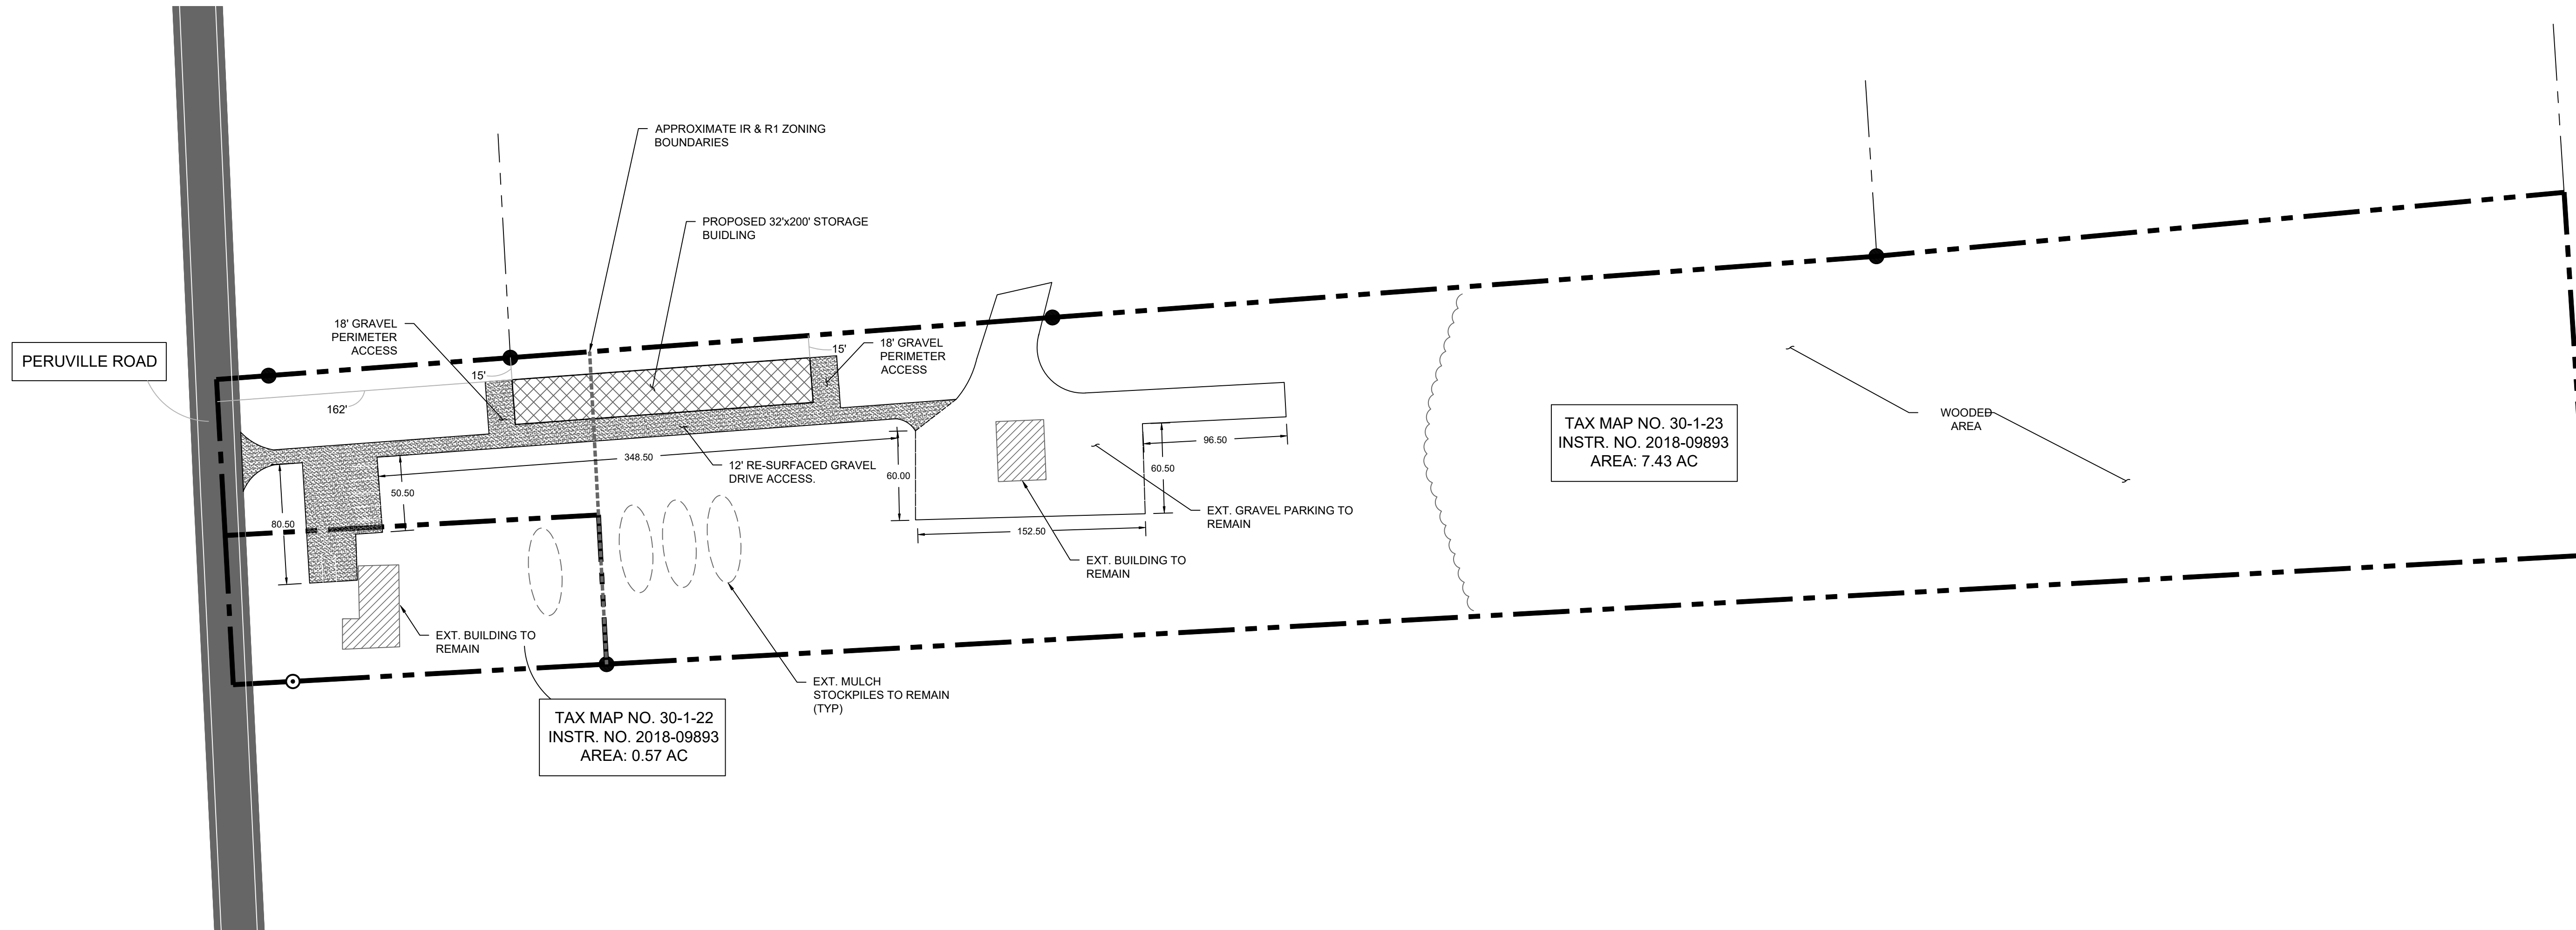 APPROXIMATE IR & R1 ZONING
BOUNDARIES
PROPOSED 32'x200' STORAGE
BUIDLING
18' GRAVEL
PERIMETER
ACCESS
PERUVILLE ROAD
15'
162'
15'
18' GRAVEL
PERIMETER
ACCESS
348.50
12' RE-SURFACED GRAVEL
DRIVE ACCESS.
50.50
80.50
60.00
96.50
60.50
152.50
EXT. GRAVEL PARKING TO
REMAIN
EXT. BUILDING TO
REMAIN
TAX MAP NO. 30-1-23
INSTR. NO. 2018-09893
AREA: 7.43 AC
WOODED
AREA
EXT. BUILDING TO
REMAIN
EXT. MULCH
STOCKPILES TO REMAIN
(TYP)
TAX MAP NO. 30-1-22
INSTR. NO. 2018-09893
AREA: 0.57 AC